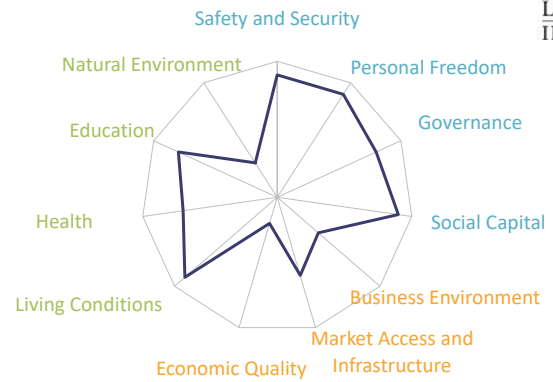 Safety and Security
Natural Environment
Personal Freedom
Education
Governance
Health
Social Capital
Living Conditions
Business Environment
Market Access and
Infrastructure
Economic Quality